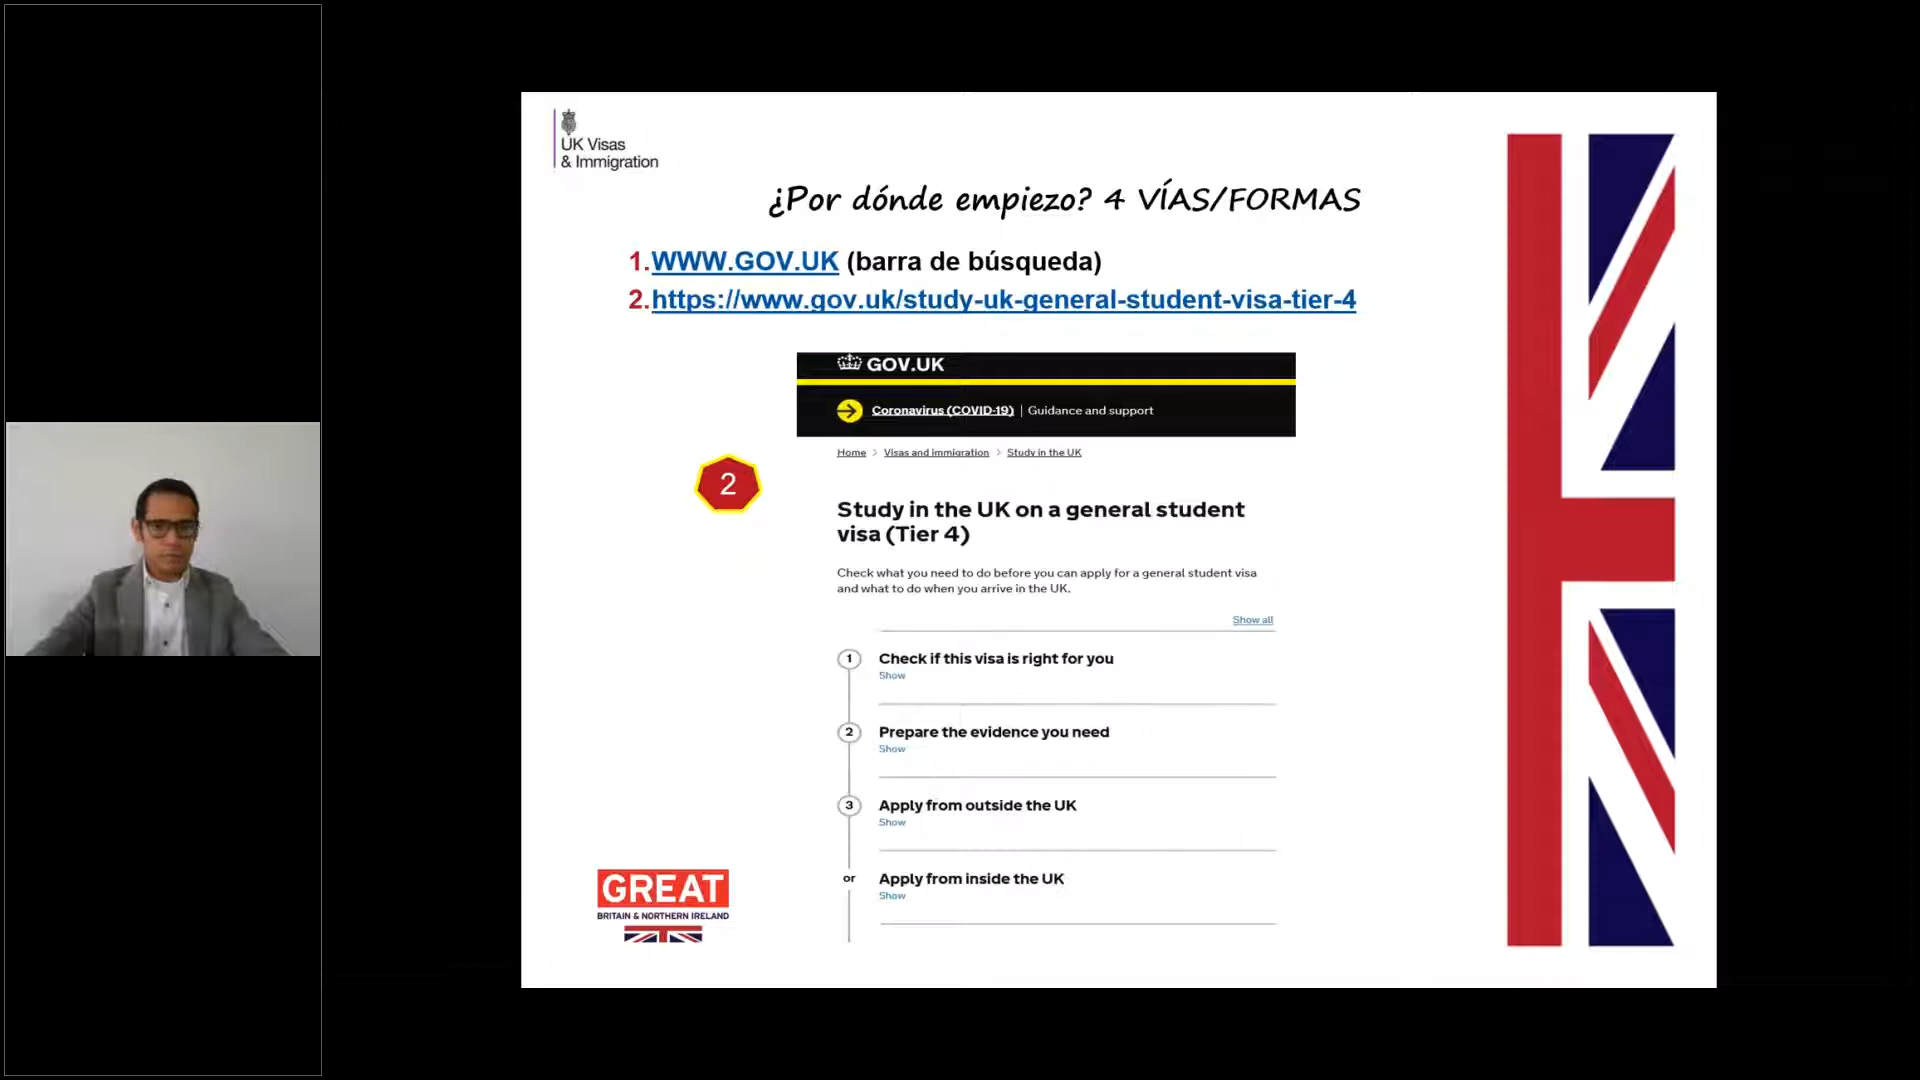 UK Visas
& Immigration
¿Por dónde empiezo? 4 VÍAS/FORMAS
1.WWW.GOV.UK (barra de búsqueda)
2.https://www.gov.uk/study-uk-general-student-visa-tier-4
GOV.UK
Coronavirus (COVID-19) | Guidance and support
Home > Visas and immigration > Study in the UK
2
Study in the UK on a general student
visa (Tier 4)
Check what you need to do before you can apply for a general student visa
and what to do when you arrive in the UK.
Show all
1 Check if this visa is right for you
Show
2 Prepare the evidence you need
Show
3 Apply from outside the UK
Show
or Apply from inside the UK
Show
GREAT
BRITAIN & NORTHERN IRELAND